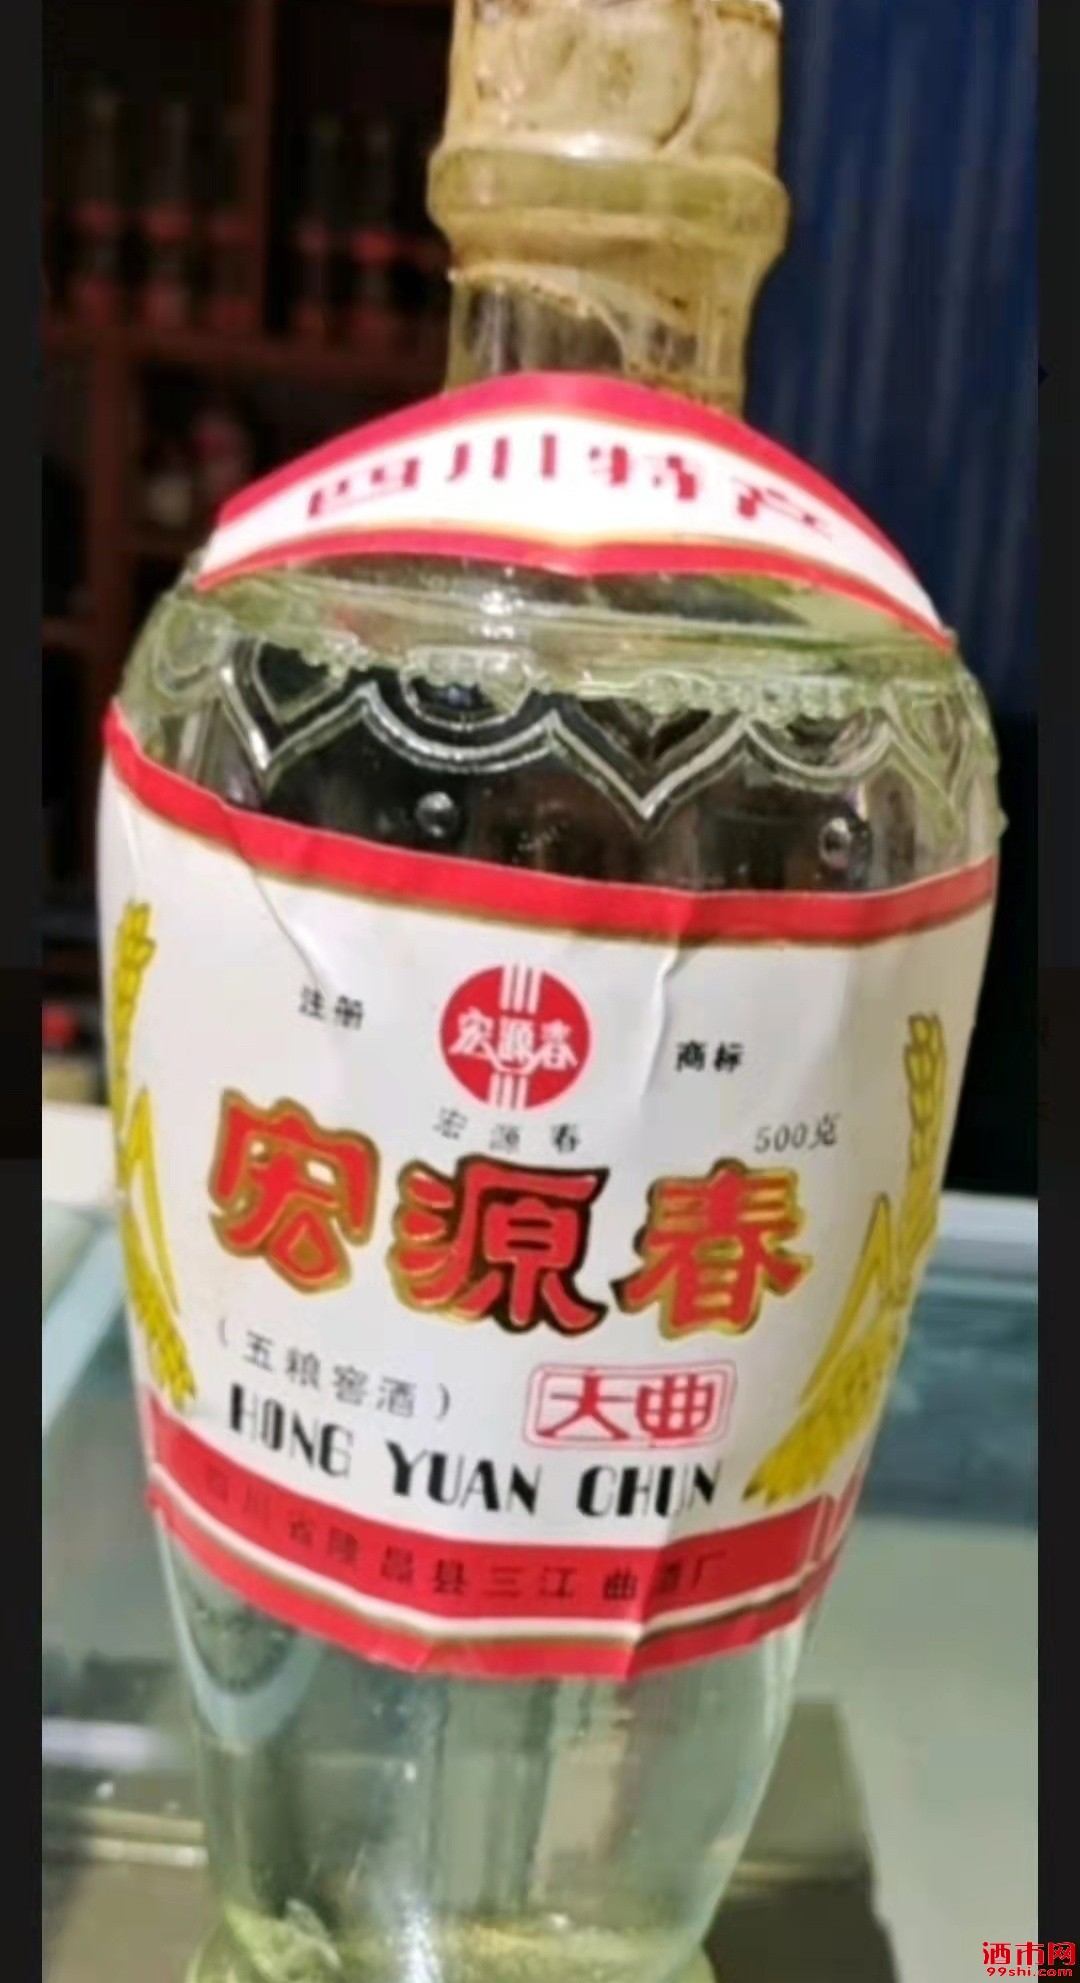 四川特产
注册
宏源春
商标
宏源春
500克
宏源春
(五粮窖酒)
大曲
HONG YUAN CHUN
四川省隆昌县三江曲酒厂
酒市网
99shi.com